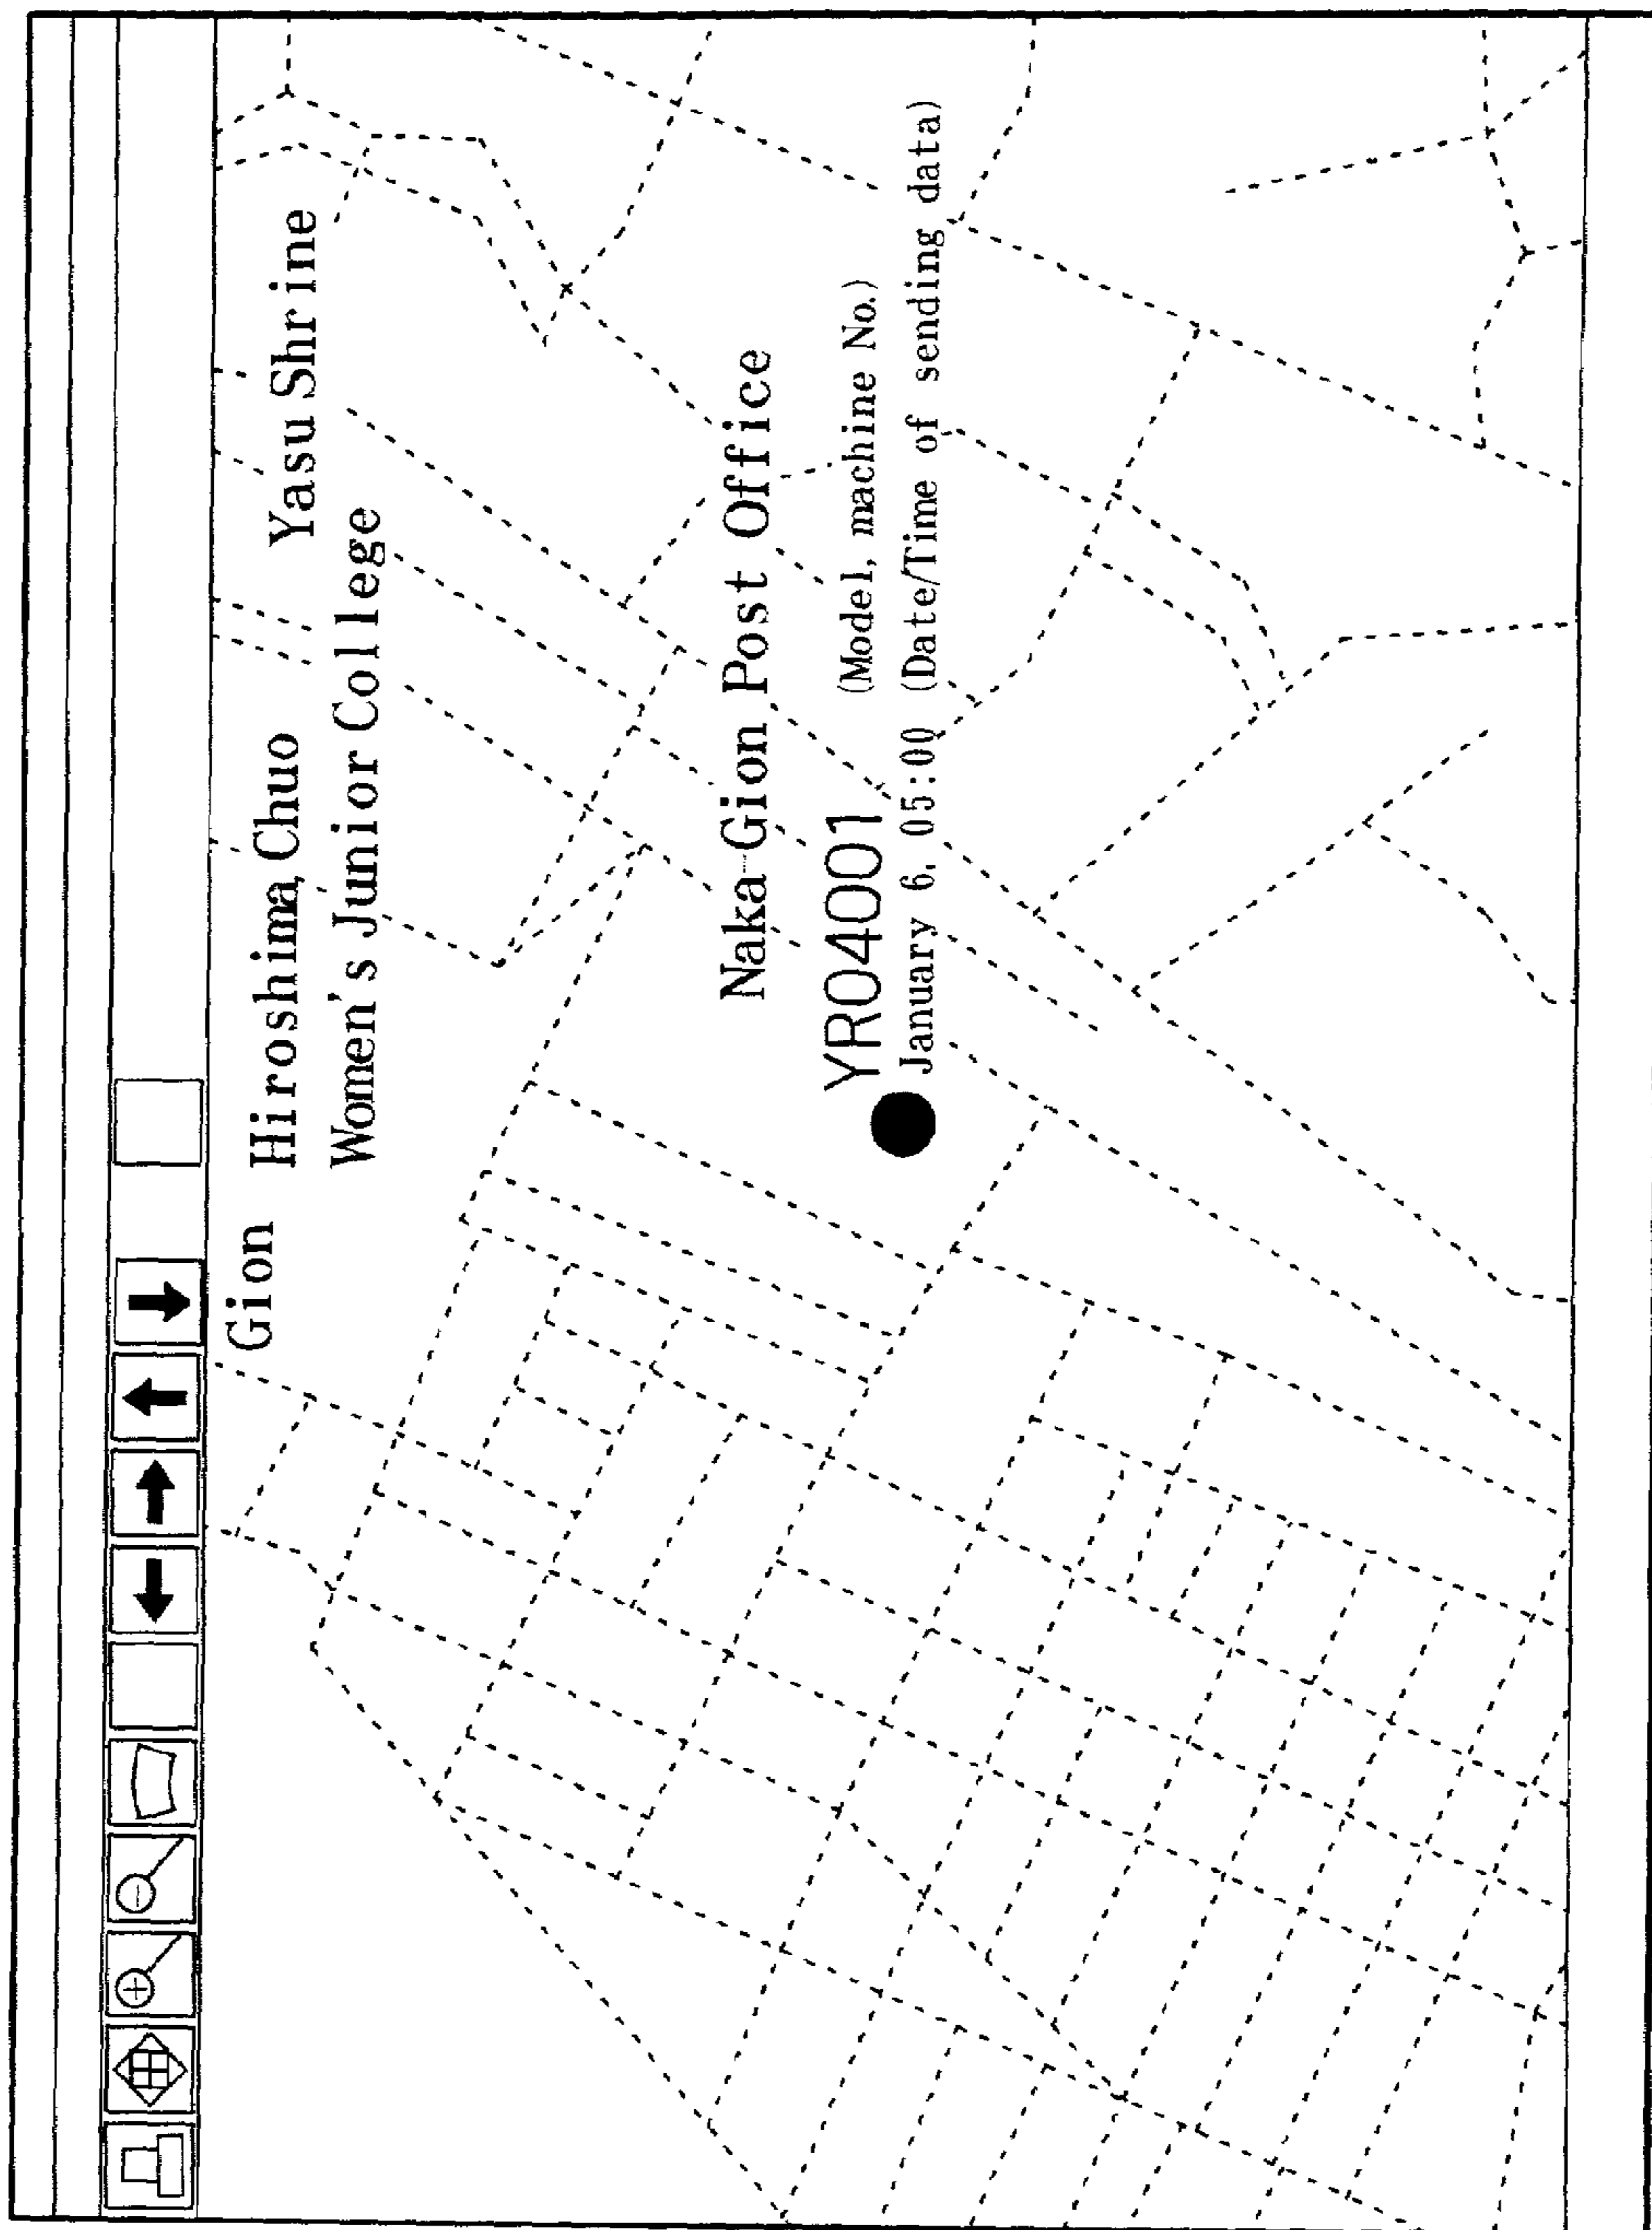 Gion
Hiroshima Chuo
Women's Junior College
Yasu Shrine
Naka-Gion Post Office
YR04001 (Model, machine No.)
January 6. 05:00 (Date/Time of sending data)